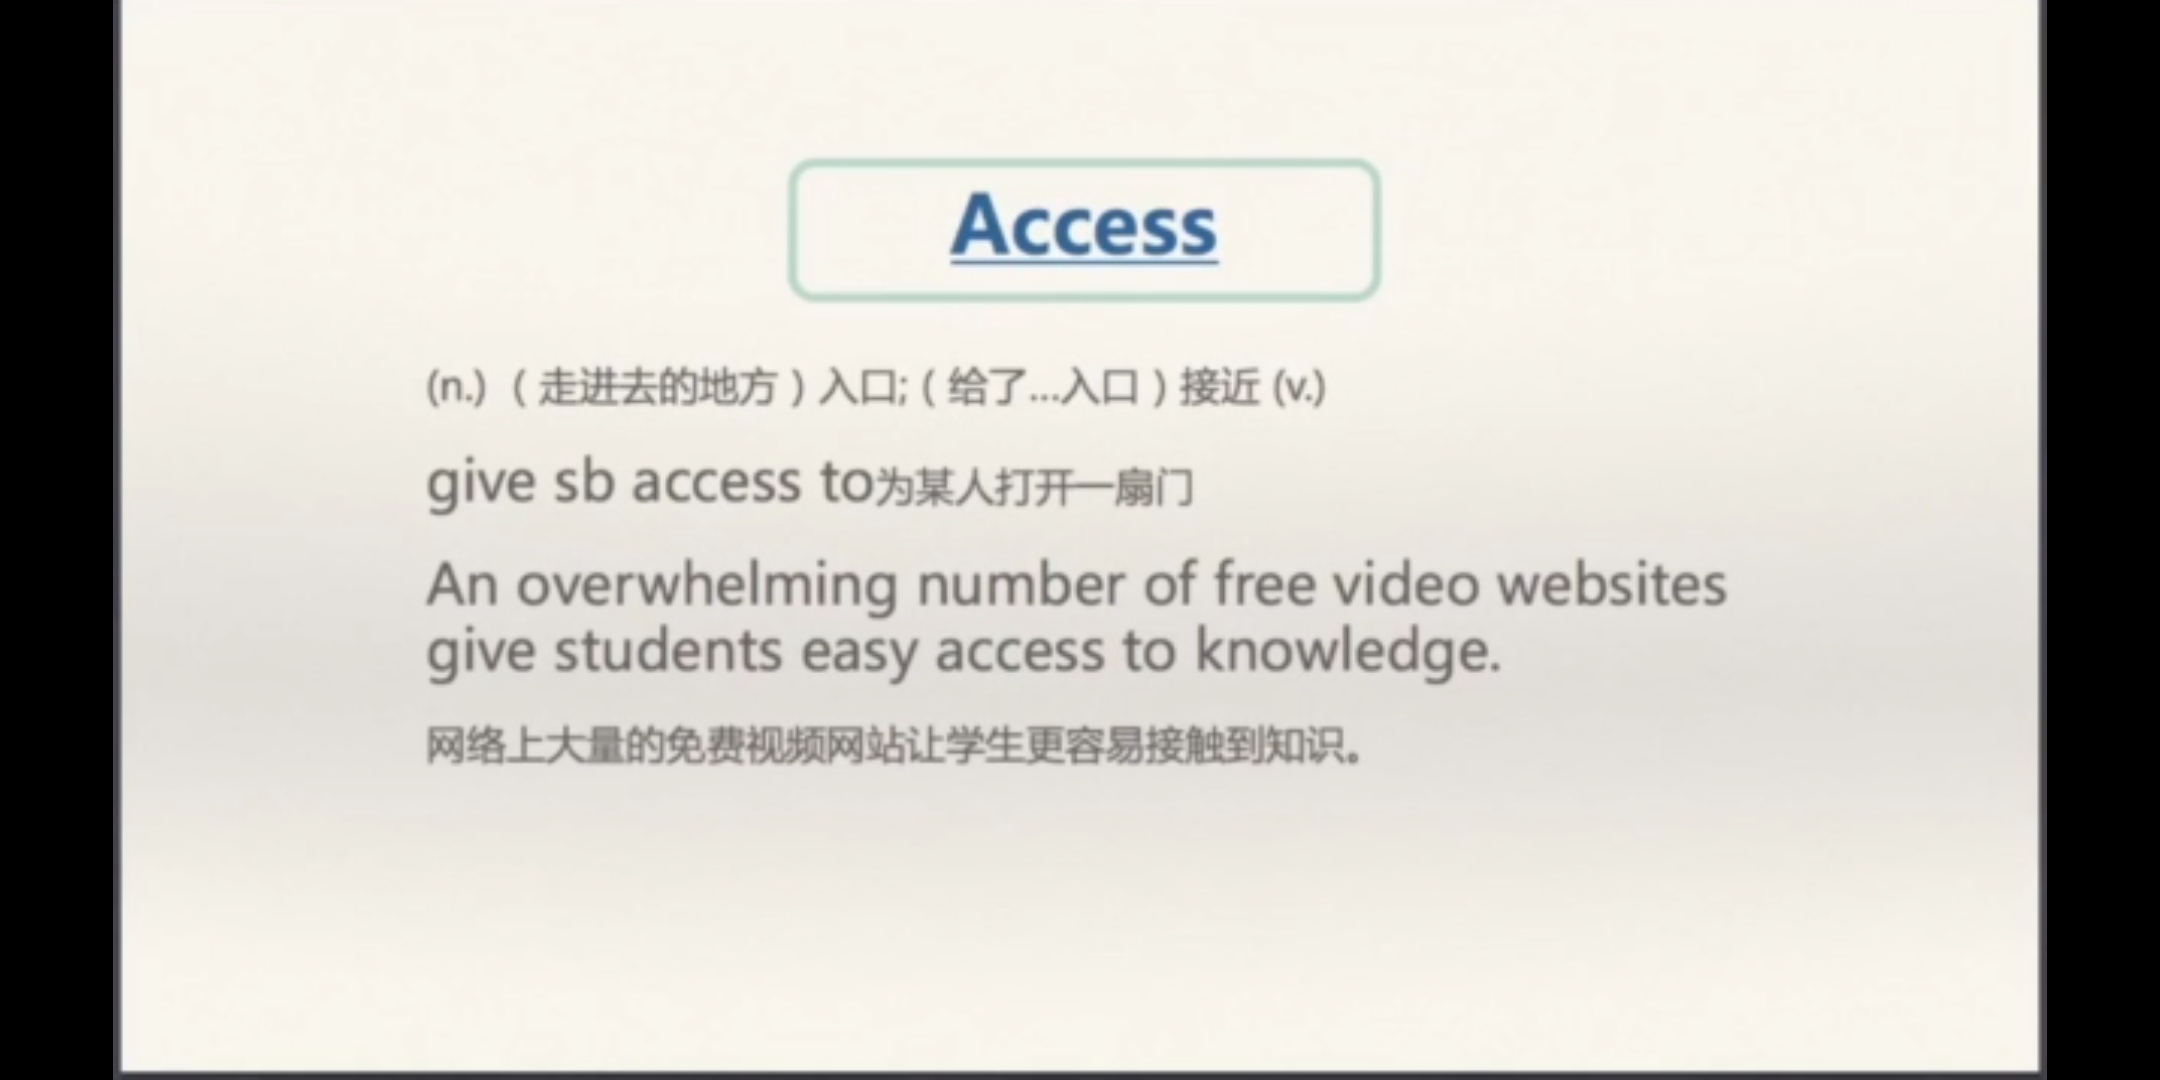 Access
(n.)（走进去的地方）入口;（给了...入口）接近 (v.)
give sb access to为某人打开一扇门
An overwhelming number of free video websites
give students easy access to knowledge.
网络上大量的免费视频网站让学生更容易接触到知识。